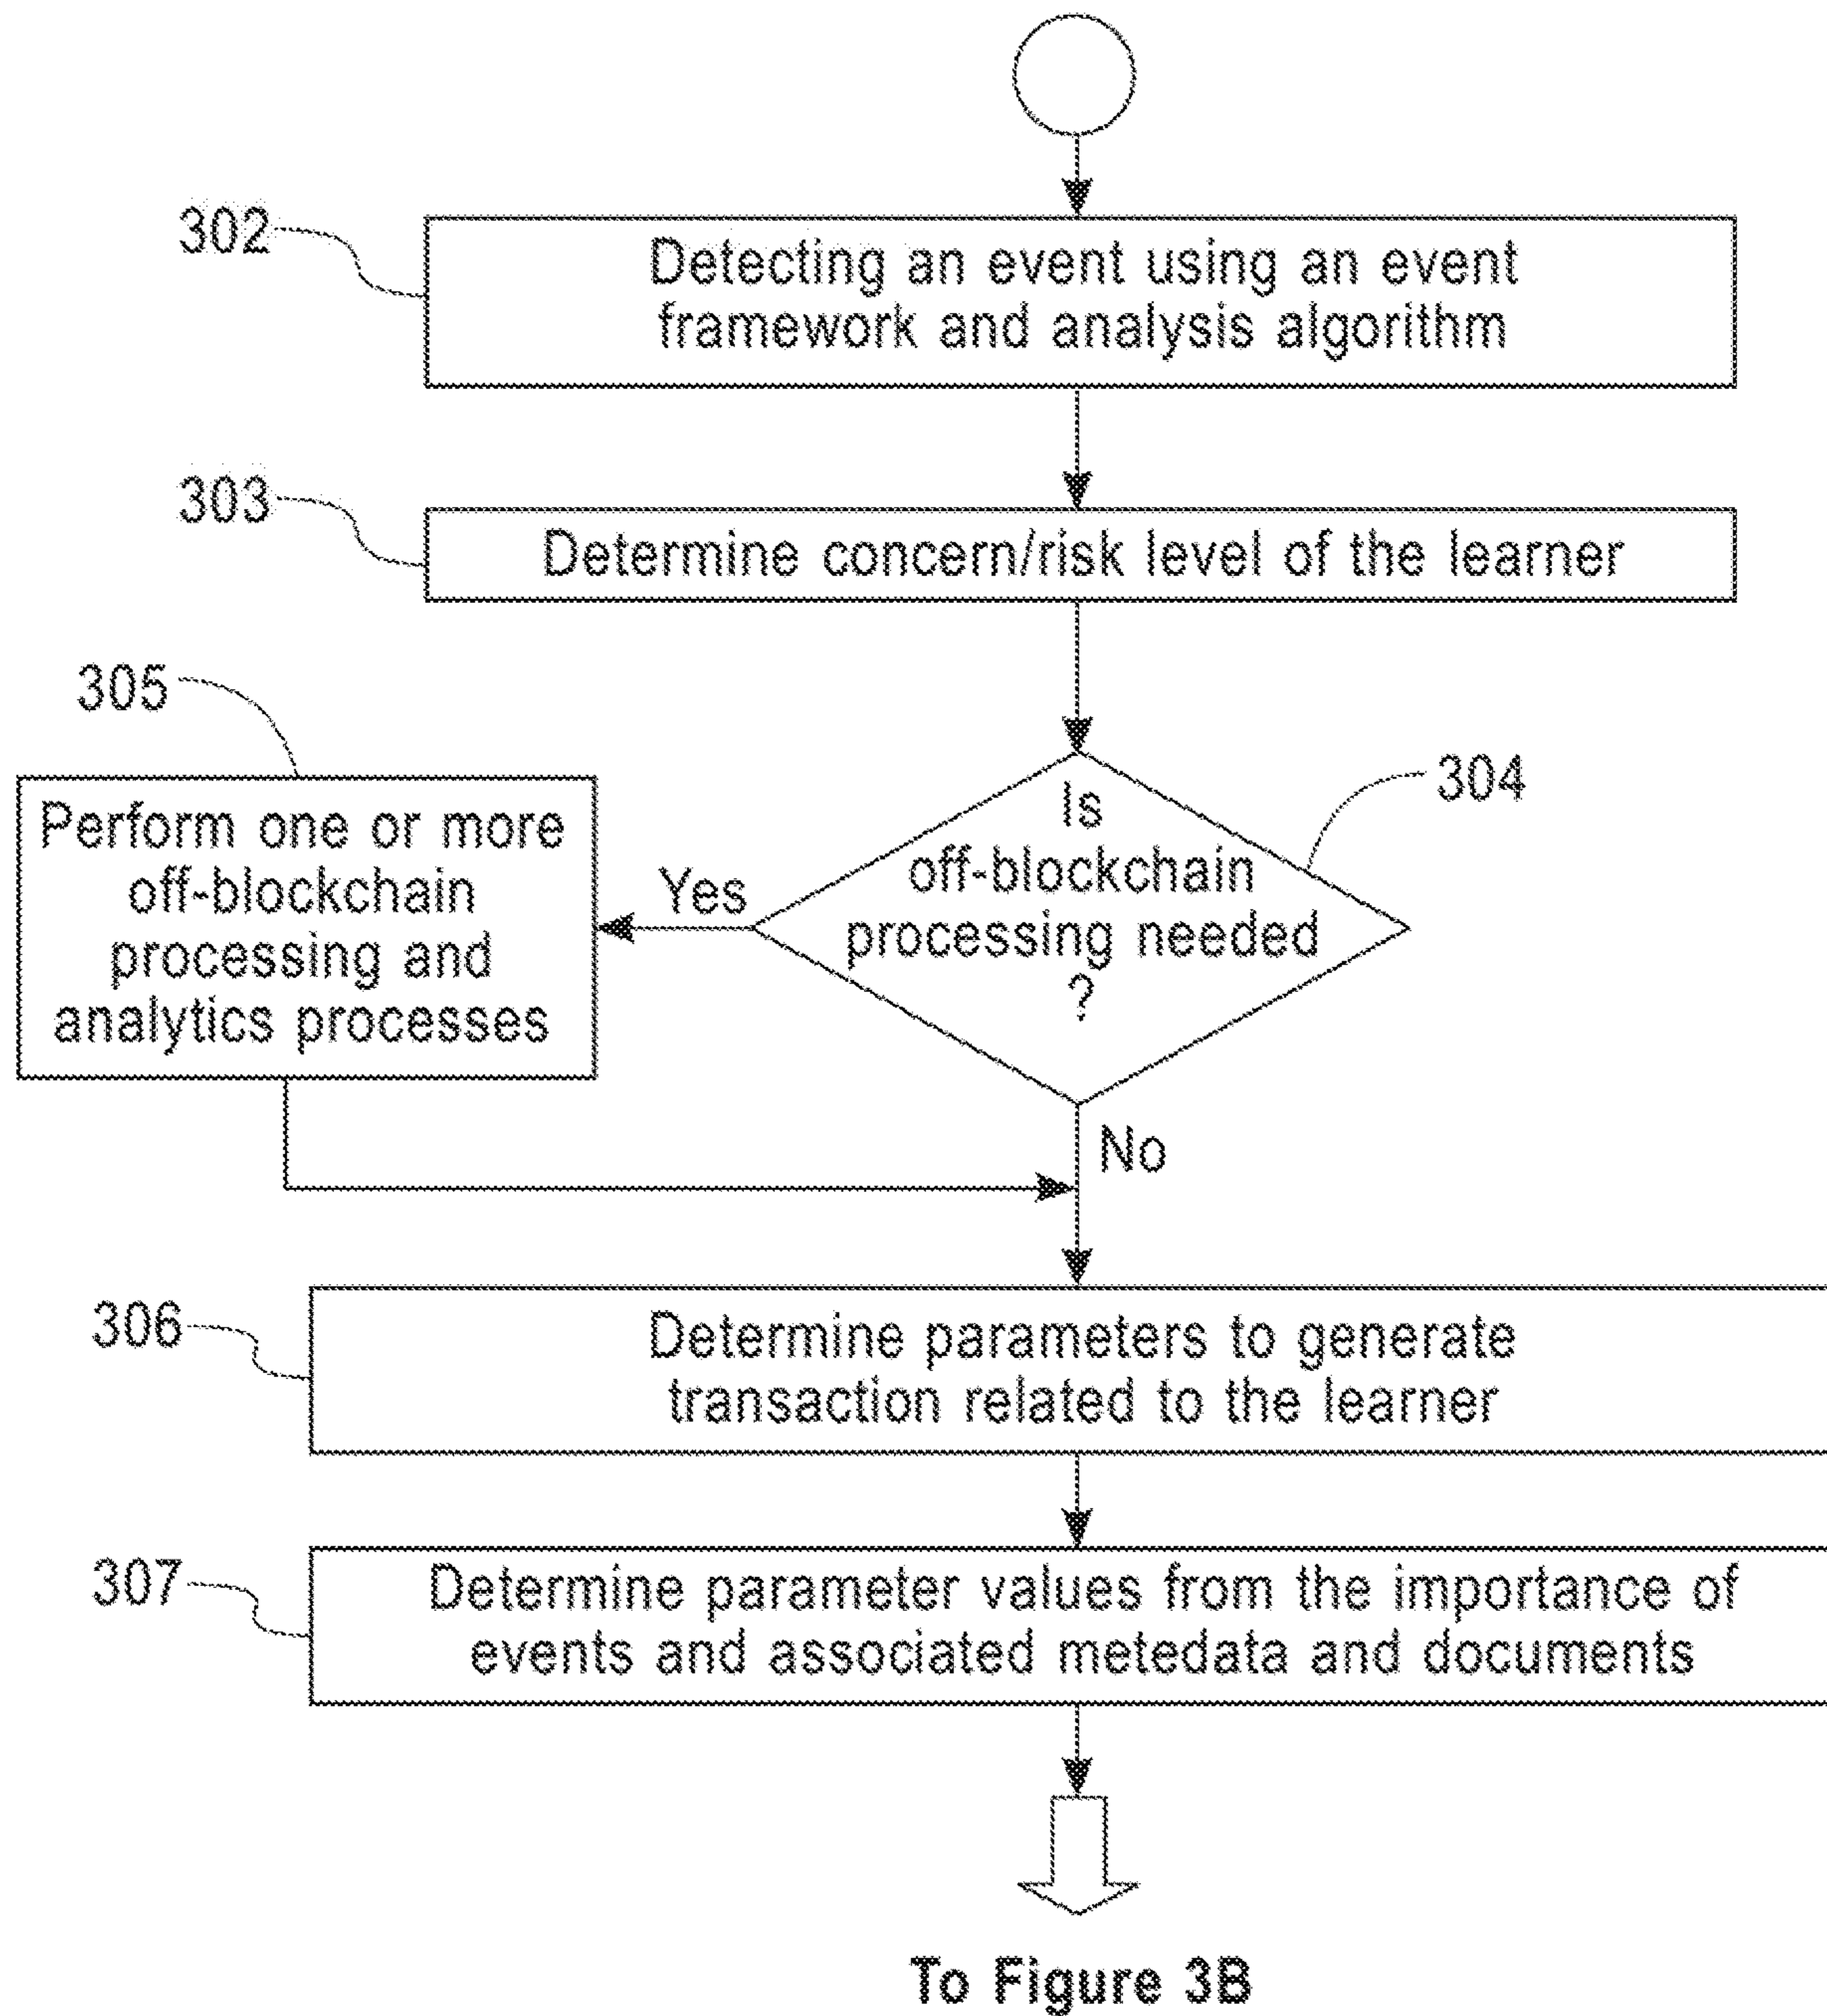 302
Detecting an event using an event
framework and analysis algorithm
303
Determine concern/risk level of the learner
305
304
Perform one or more
off-blockchain
processing and
analytics processes
Yes
Is
off-blockchain
processing needed
?
No
306
Determine parameters to generate
transaction related to the learner
307
Determine parameter values from the importance of
events and associated metedata and documents
To Figure 3B